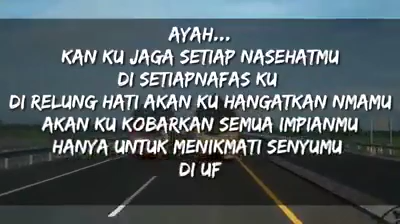 AYAH...
KAN KU JAGA SETIAP NASEHATMU
DI SETIAPNAFAS KU
DI RELUNG HATI AKAN KU HANGATKAN NMAMU
AKAN KU KOBARKAN SEMUA IMPIANMU
HANYA UNTUK MENIKMATI SENYUMU
DI UF